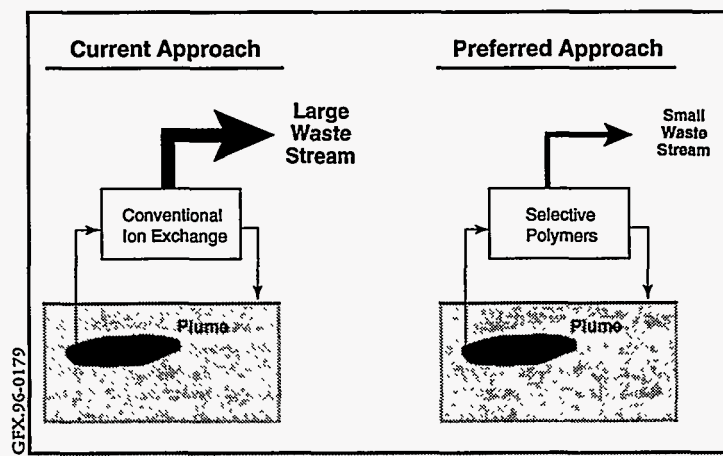 Current Approach
Large
Waste
Stream
Conventional
Ion Exchange
Plume
Preferred Approach
Small
Waste
Stream
Selective
Polymers
Plume
GFX.96-0179